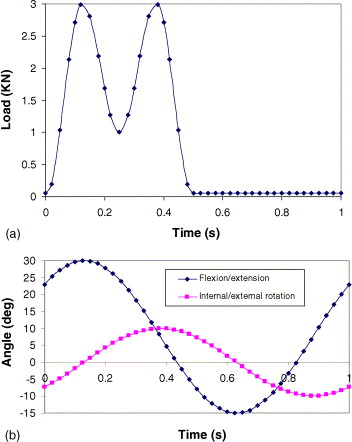 3
2.5
2
1.5
1
0.5
0
Load (KN)
0 0.2 0.4 0.6 0.8 1
(a) Time (s)
30
25
20
15
10
5
0
-5
-10
-15
Angle (deg)
Flexion/extension
Internal/external rotation
0 0.2 0.4 0.6 0.8 1
(b) Time (s)